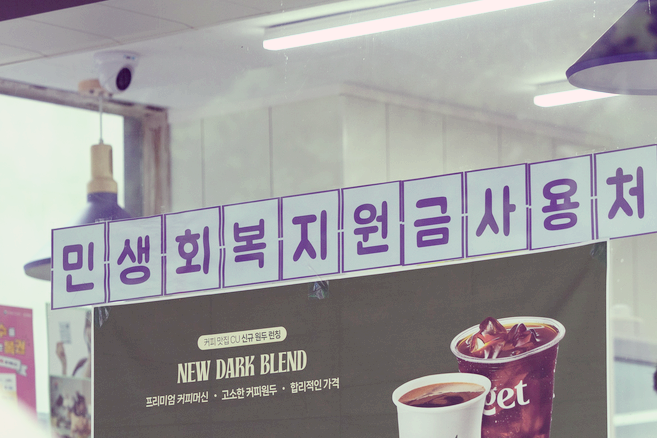 민생회복지원금사용처
커피 맛집 CU 신규 원두 런칭
NEW DARK BLEND
프리미엄 커피머신 • 고소한 커피원두 • 합리적인 가격
get